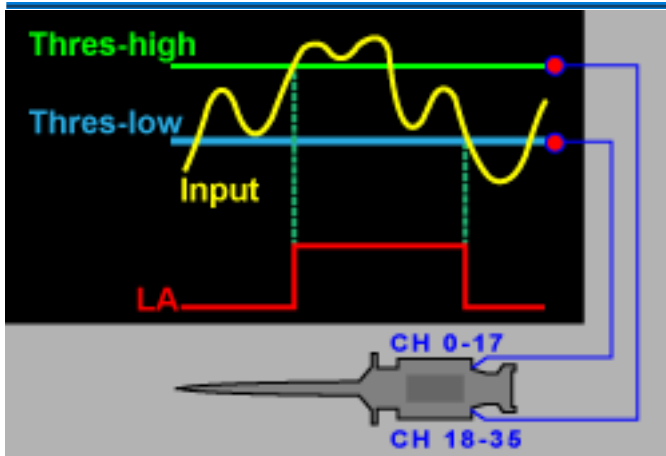 Thres-high
Thres-low
Input
LA
CH 0-17
CH 18-35